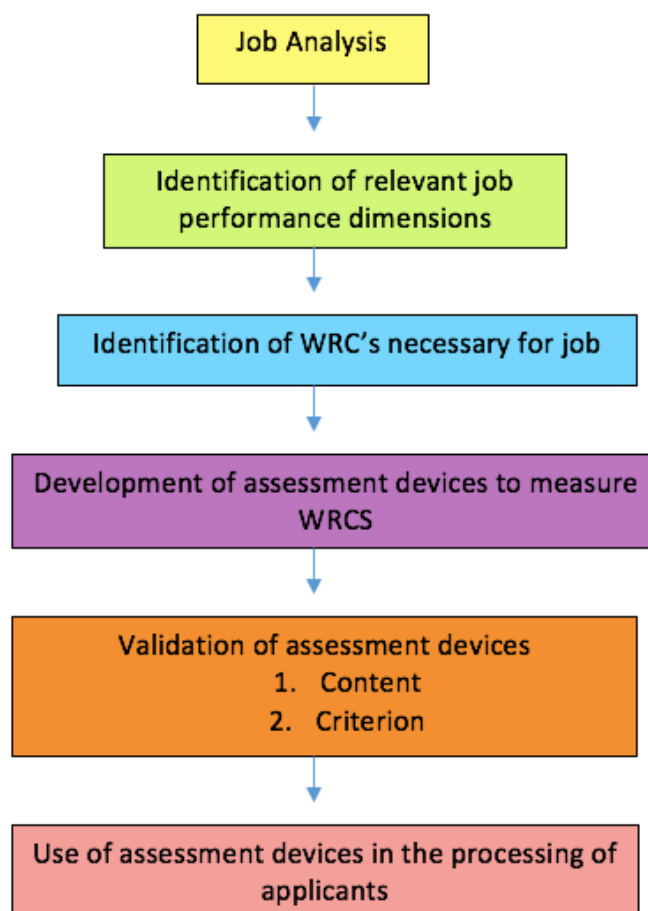 Job Analysis
Identification of relevant job
performance dimensions
Identification of WRC’s necessary for job
Development of assessment devices to measure
WRCS
Validation of assessment devices
1. Content
2. Criterion
Use of assessment devices in the processing of
applicants